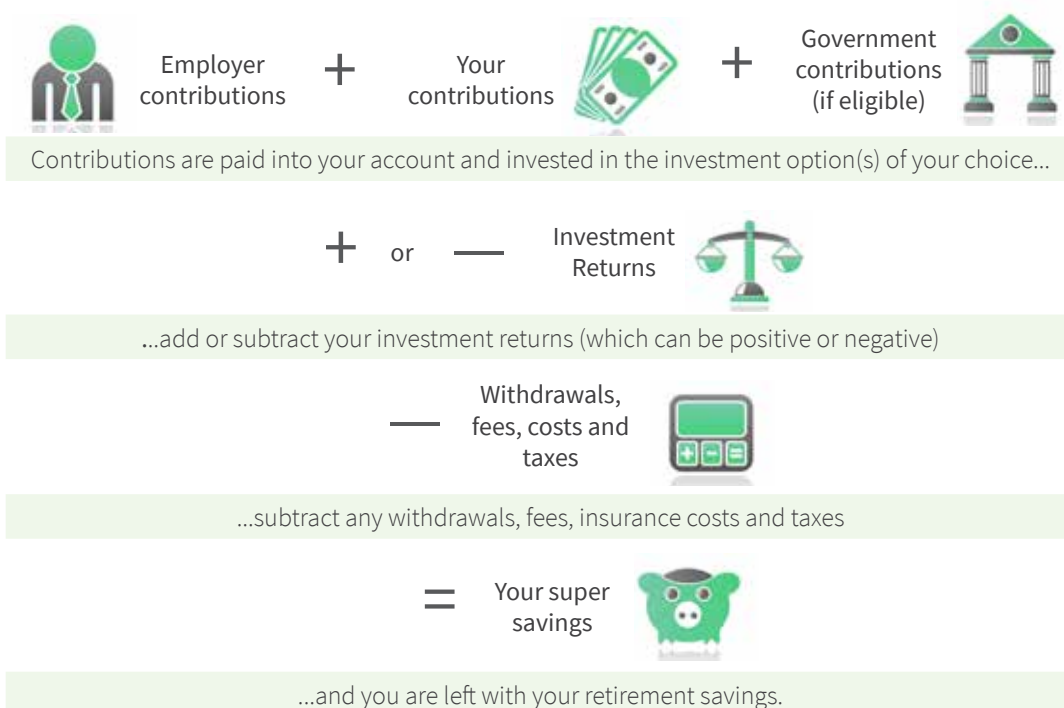 Employer
contributions
+
Your
contributions
+
Government
contributions
(if eligible)
Contributions are paid into your account and invested in the investment option(s) of your choice...
+ or —
Investment
Returns
...add or subtract your investment returns (which can be positive or negative)
—
Withdrawals,
fees, costs and
taxes
...subtract any withdrawals, fees, insurance costs and taxes
=
Your super
savings
...and you are left with your retirement savings.